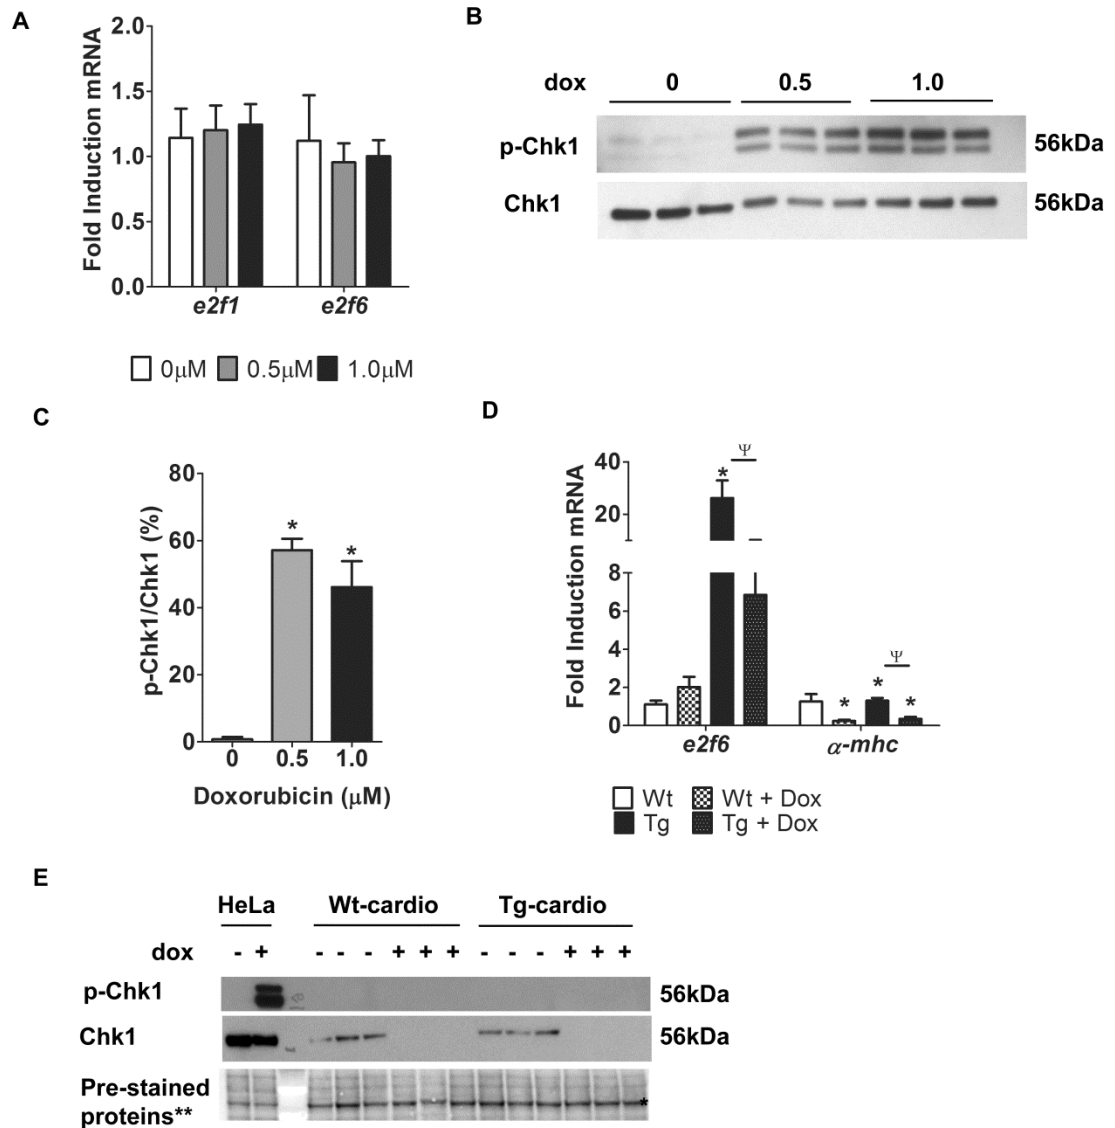 A
Fold Induction mRNA
2.0
1.5
1.0
0.5
0.0
e2f1 e2f6
0μM 0.5μM 1.0μM
B
dox 0 0.5 1.0
p-Chk1 56kDa
Chk1 56kDa
C
p-Chk1/Chk1 (%)
80
60
40
20
0
* *
0 0.5 1.0
Doxorubicin (μM)
D
Fold Induction mRNA
40
20
8
6
4
2
0
* Ψ
* * Ψ *
e2f6 α-mhc
Wt Wt + Dox
Tg Tg + Dox
E
HeLa Wt-cardio Tg-cardio
dox - + - - - + + + - - - + + +
p-Chk1 56kDa
Chk1 56kDa
Pre-stained
proteins** *